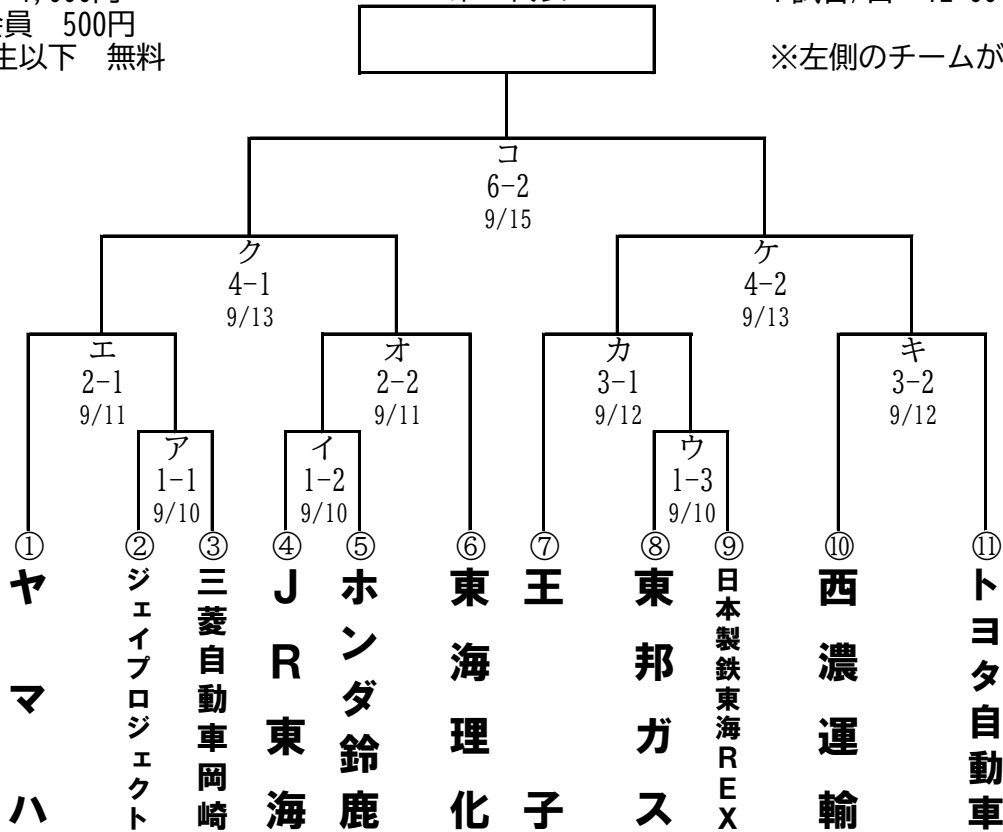 会員 500円
生以下 無料
※左側のチームが
コ
6-2
9/15
ク
4-1
9/13
ケ
4-2
9/13
エ
2-1
9/11
オ
2-2
9/11
カ
3-1
9/12
キ
3-2
9/12
ア
1-1
9/10
イ
1-2
9/10
ウ
1-3
9/10
①
ヤマハ
②
ジェイプロジェクト
③
三菱自動車岡崎
④
JR東海
⑤
ホンダ鈴鹿
⑥
東海理化
⑦
王子
⑧
東邦ガス
⑨
日本製鉄東海REX
⑩
西濃運輸
⑪
トヨタ自動車